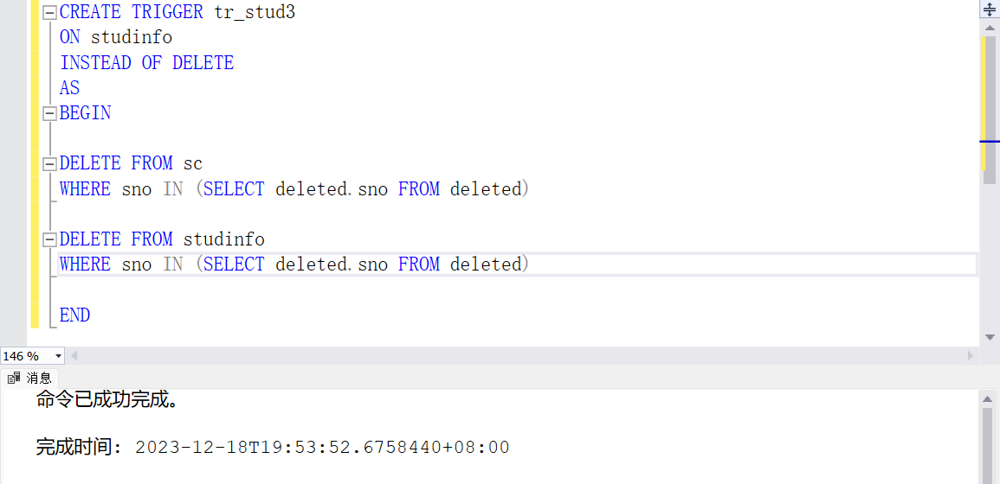 CREATE TRIGGER tr_stud3
ON studinfo
INSTEAD OF DELETE
AS
BEGIN
DELETE FROM sc
WHERE sno IN (SELECT deleted.sno FROM deleted)
DELETE FROM studinfo
WHERE sno IN (SELECT deleted.sno FROM deleted)
END
146 %
消息
命令已成功完成。
完成时间: 2023-12-18T19:53:52.6758440+08:00